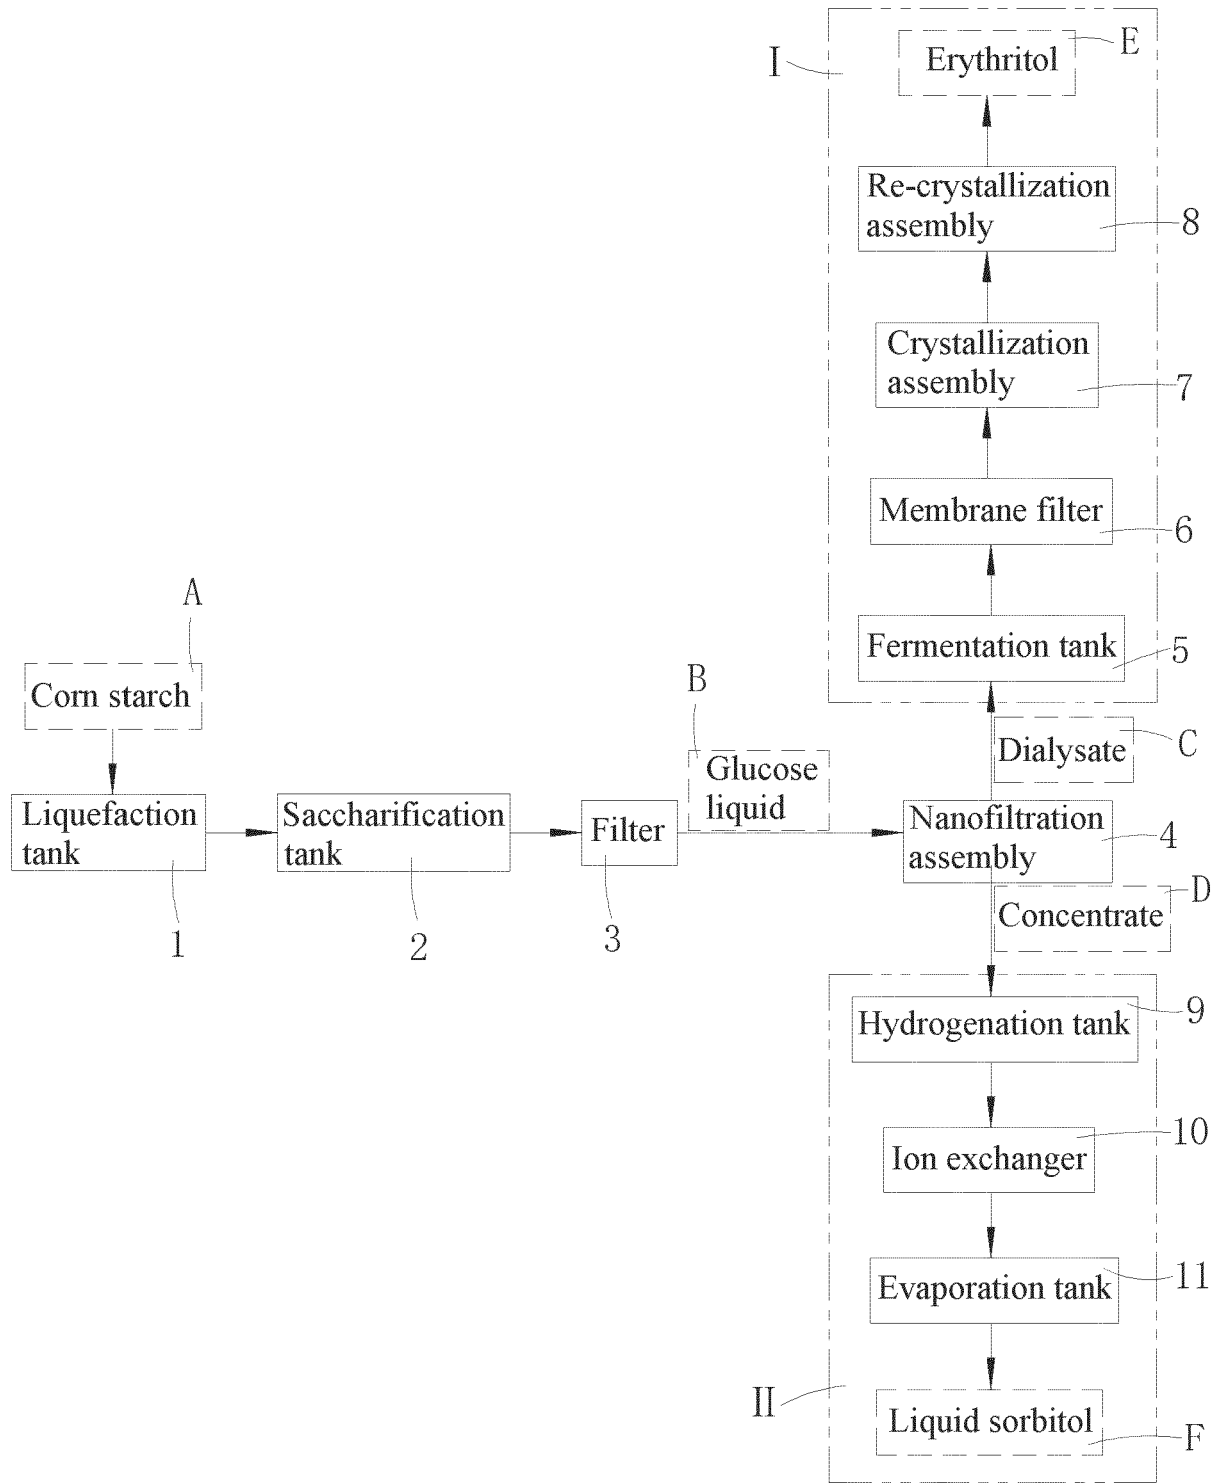 E
I
Erythritol
Re-crystallization
assembly
8
Crystallization
assembly
7
Membrane filter
6
A
Fermentation tank
5
Corn starch
B
C
Dialysate
Glucose
liquid
Liquefaction
tank
Saccharification
tank
Filter
Nanofiltration
assembly
4
D
Concentrate
1
2
3
9
Hydrogenation tank
10
Ion exchanger
11
Evaporation tank
II
Liquid sorbitol
F